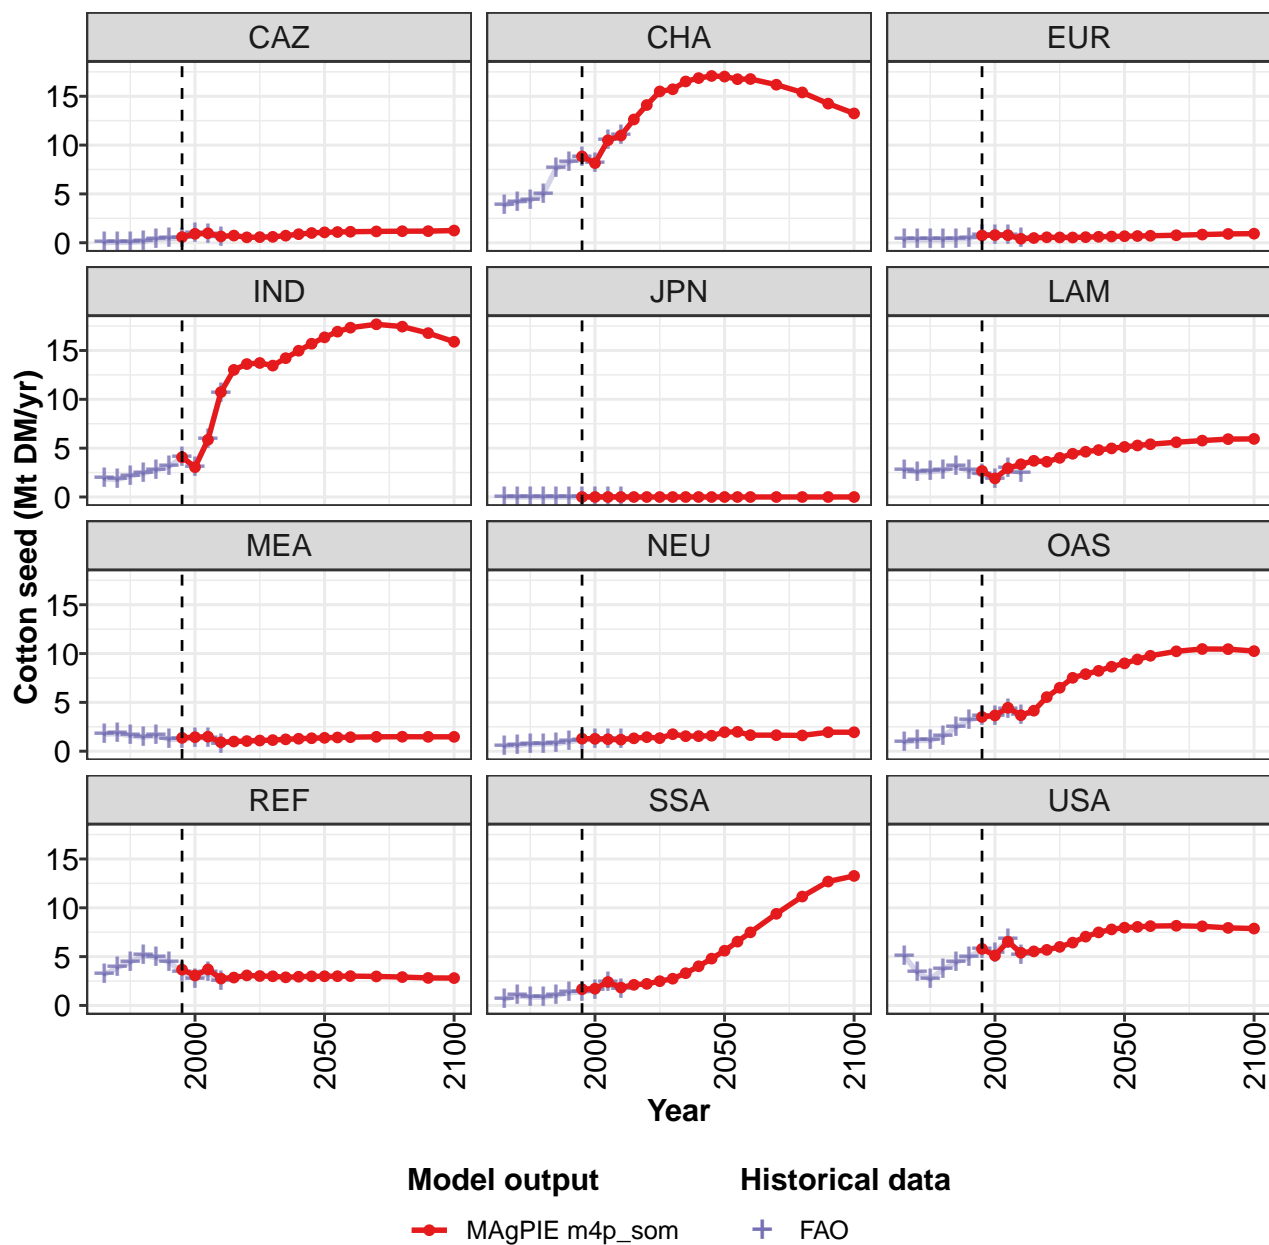 CAZ CHA EUR
15
10
5
0
IND JPN LAM
15
10
5
0
MEA NEU OAS
15
10
5
0
REF SSA USA
15
10
5
0
Cotton seed (Mt DM/yr)
2000 2050 2100 2000 2050 2100 2000 2050 2100
Year
Model output Historical data
MAgPIE m4p_som FAO